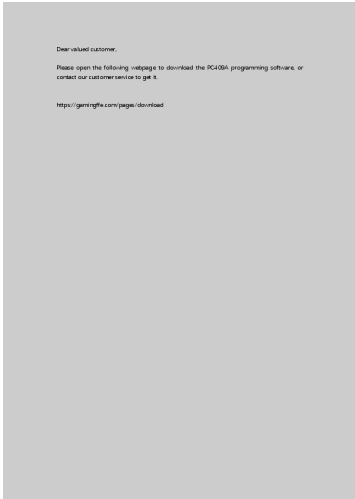 Dear valued customer,
Please open the following webpage to download the PC409A programming software, or
contact our customer service to get it.
https://gamingffe.com/pages/download